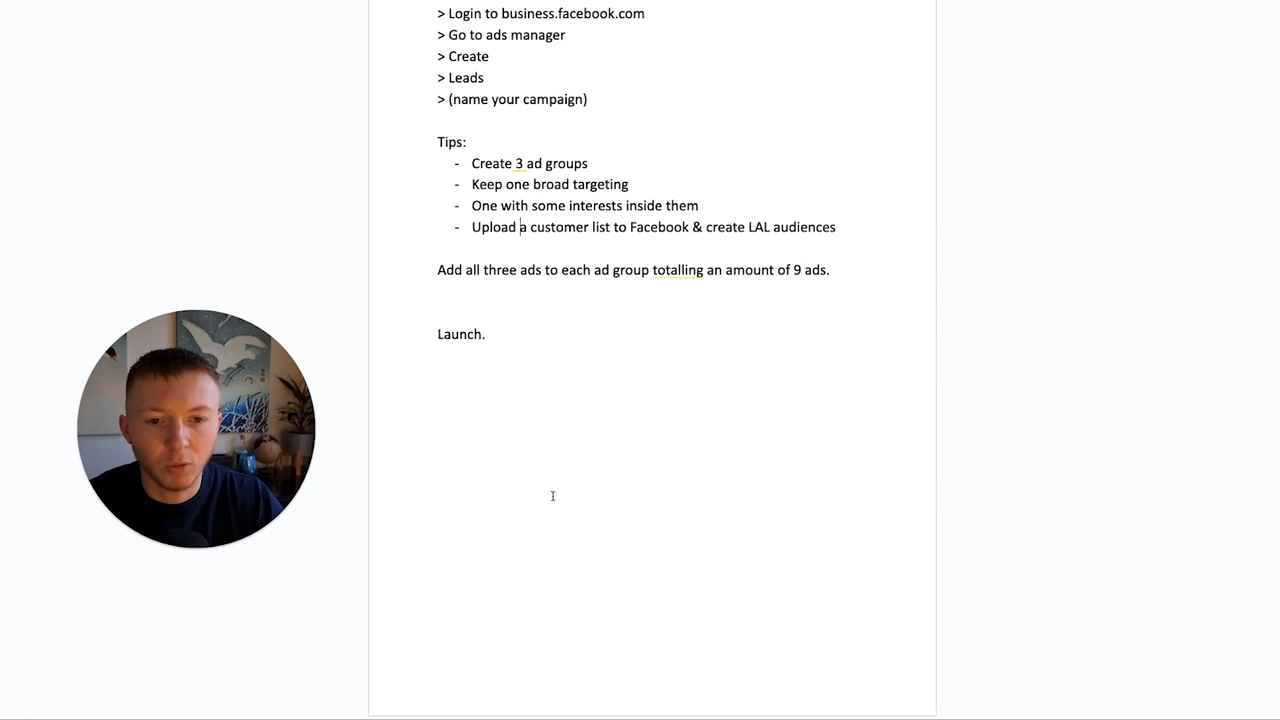 > Login to business.facebook.com
> Go to ads manager
> Create
> Leads
> (name your campaign)
Tips:
- Create 3 ad groups
- Keep one broad targeting
- One with some interests inside them
- Upload a customer list to Facebook & create LAL audiences
Add all three ads to each ad group totalling an amount of 9 ads.
Launch.